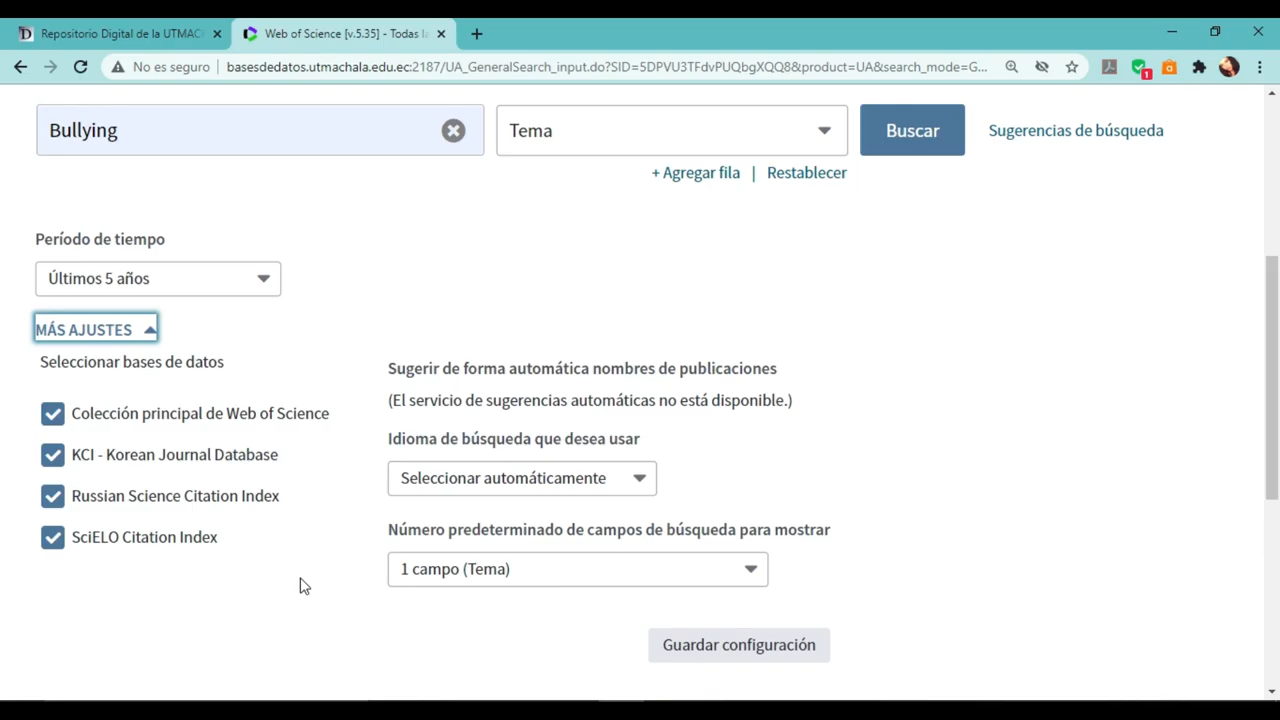 Repositorio Digital de la UTMAC
Web of Science [v.5.35] - Todas la
No es seguro
basesdedatos.utmachala.edu.ec:2187/UA_GeneralSearch_input.do?SID=5DPVU3TFdvPUQbgXQQ8&product=UA&search_mode=G...
1
a
Bullying
Tema
Buscar
Sugerencias de búsqueda
+ Agregar fila | Restablecer
Período de tiempo
Últimos 5 años
MÁS AJUSTES
Seleccionar bases de datos
Colección principal de Web of Science
KCI - Korean Journal Database
Russian Science Citation Index
SciELO Citation Index
Sugerir de forma automática nombres de publicaciones
(El servicio de sugerencias automáticas no está disponible.)
Idioma de búsqueda que desea usar
Seleccionar automáticamente
Número predeterminado de campos de búsqueda para mostrar
1 campo (Tema)
Guardar configuración